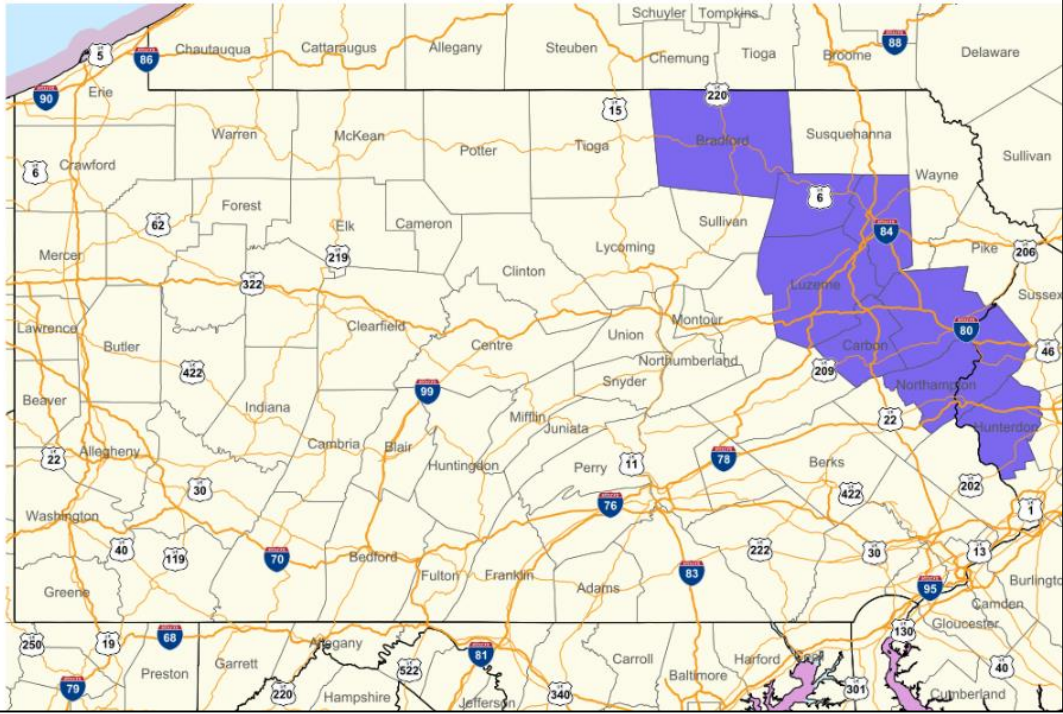 Schuyler Tompkins
5
Chautauqua
Cattaraugus
Allegany
Steuben
Chemung
Tioga
Broome
88
Delaware
86
90
Erie
220
15
Warren
McKean
Potter
Tioga
Bradford
Susquehanna
Sullivan
6
Crawford
Wayne
62
Forest
Elk
Cameron
Sullivan
6
84
Mercer
219
322
Clinton
Lycoming
Luzerne
Pike
206
Sussex
Lawrence
Butler
Clearfield
Centre
Union
Montour
80
422
Snyder
Northumberland
Carbon
209
46
Beaver
Indiana
99
Mifflin
Juniata
Northampton
22
Hunterdon
22
Allegheny
Cambria
Blair
Huntingdon
Perry
11
78
Berks
422
202
30
76
1
Washington
40
119
70
Bedford
Fulton
Franklin
Adams
83
222
30
13
95
Greene
Burlingto
Camden
Gloucester
250
19
68
Preston
Garrett
Allegany
522
81
Carroll
Baltimore
Harford
130
40
79
220
Hampshire
Jefferson
340
301
Cumberland